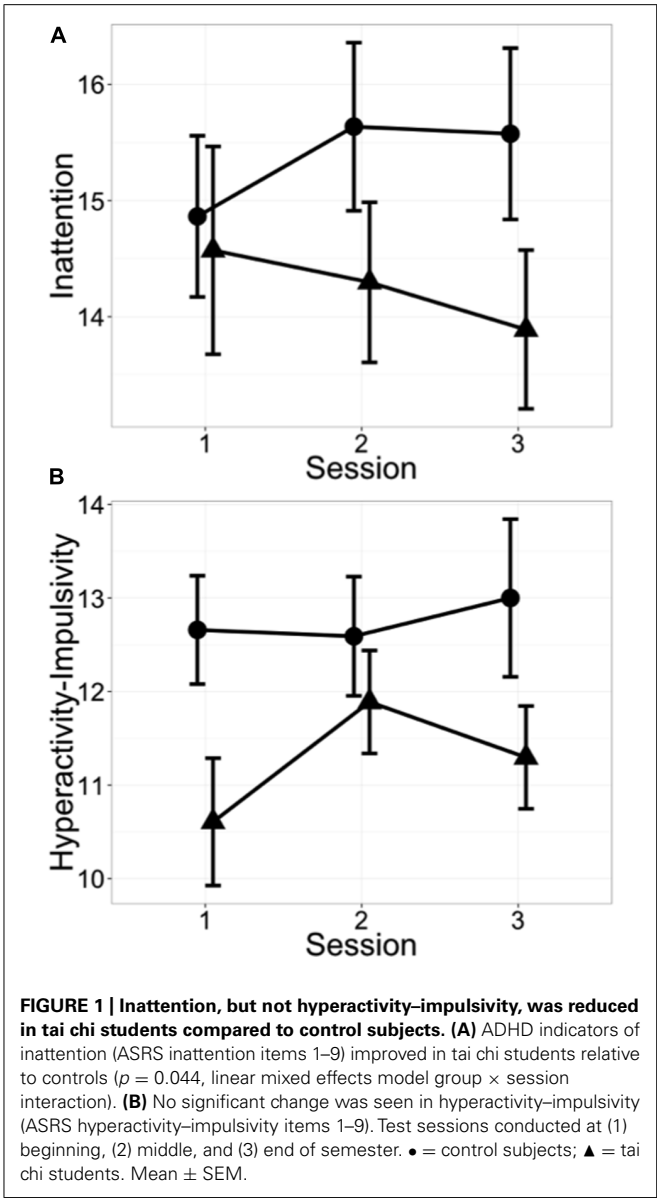 A
16
15
14
Inattention
1 2 3
Session
B
14
13
12
11
10
Hyperactivity-Impulsivity
1 2 3
Session
FIGURE 1 | Inattention, but not hyperactivity–impulsivity, was reduced
in tai chi students compared to control subjects. (A) ADHD indicators of
inattention (ASRS inattention items 1–9) improved in tai chi students relative
to controls (p = 0.044, linear mixed effects model group × session
interaction). (B) No significant change was seen in hyperactivity–impulsivity
(ASRS hyperactivity–impulsivity items 1–9). Test sessions conducted at (1)
beginning, (2) middle, and (3) end of semester. ● = control subjects; ▲ = tai
chi students. Mean ± SEM.